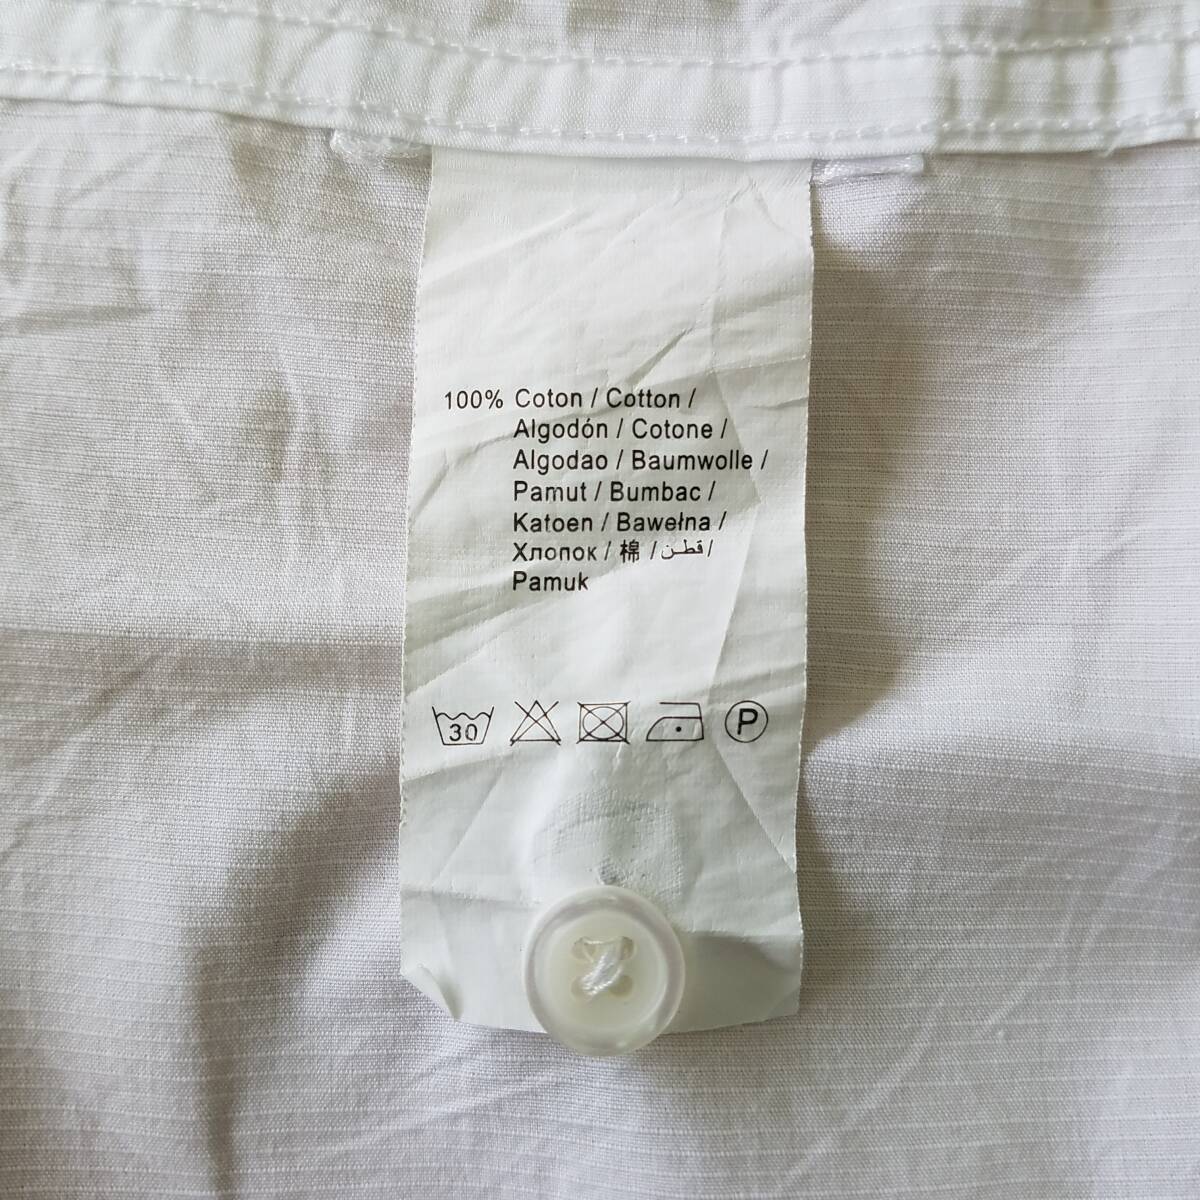 100% Coton / Cotton /
Algodón / Cotone /
Algodao / Baumwolle /
Pamut / Bumbac /
Katoen / Bawełna /
Хлопок / 棉 / قطن /
Pamuk
30 P